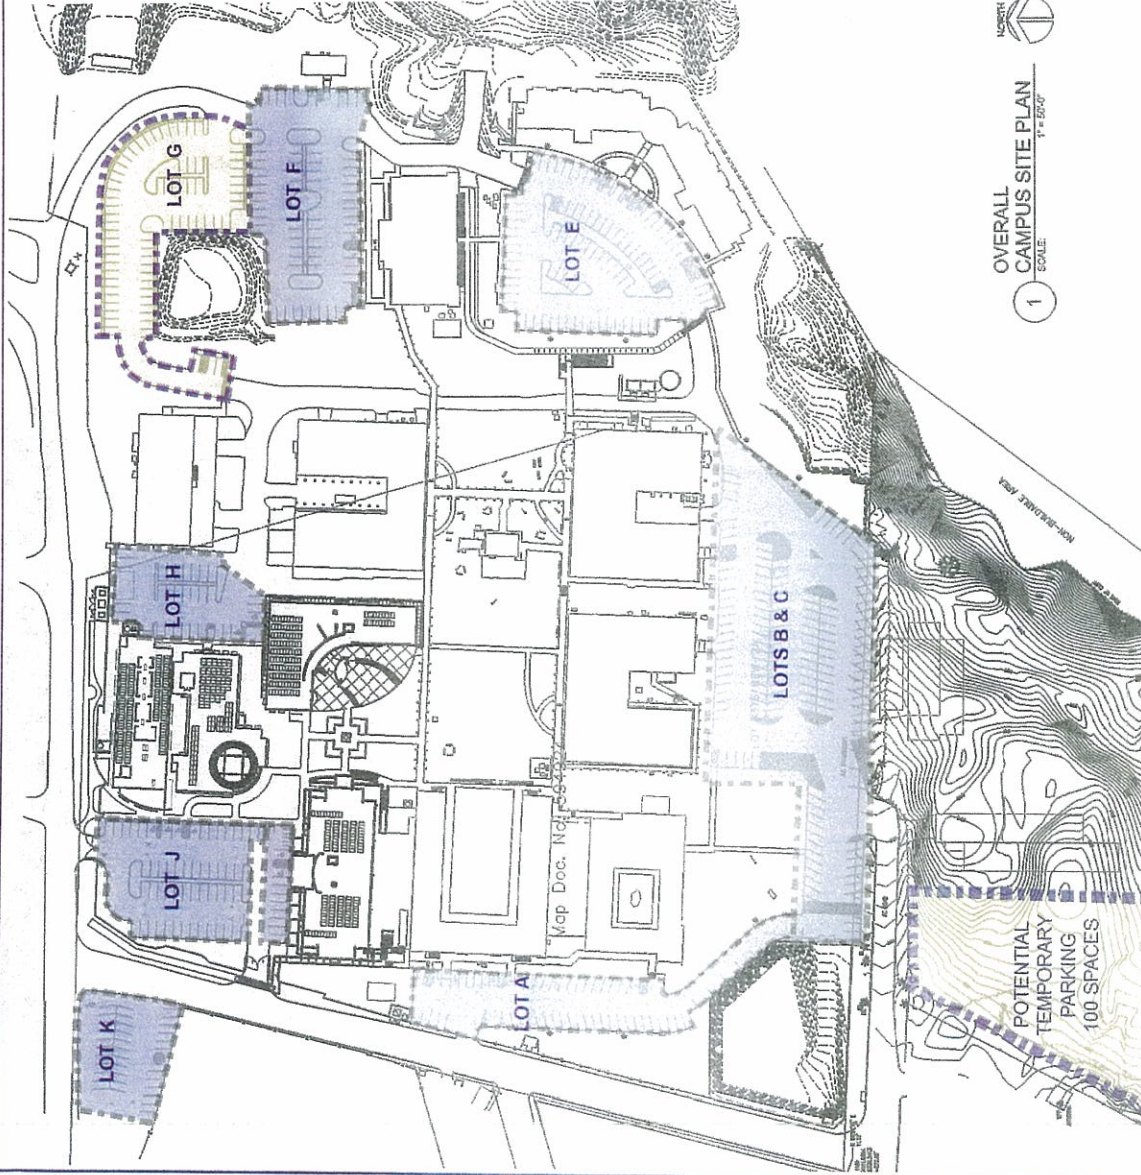 LOT G
LOT F
LOT E
LOT H
LOTS B & C
LOT J
LOT A
LOT K
Map Doc. No.
NON-BUILDABLE AREA
POTENTIAL
TEMPORARY
PARKING
100 SPACES
NORTH
1
OVERALL
CAMPUS SITE PLAN
SCALE: 1" = 50'-0"